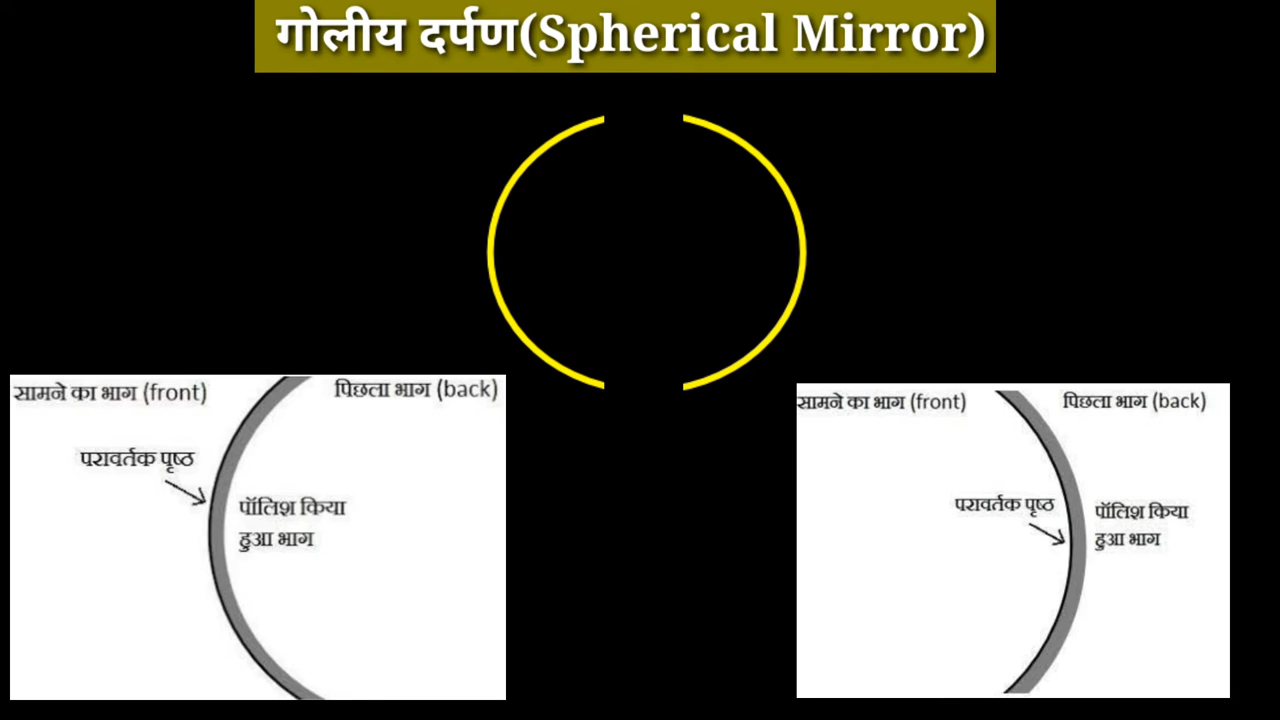 गोलीय दर्पण(Spherical Mirror)
सामने का भाग (front)
पिछला भाग (back)
परावर्तक पृष्ठ
पॉलिश किया
हुआ भाग
सामने का भाग (front)
पिछला भाग (back)
परावर्तक पृष्ठ
पॉलिश किया
हुआ भाग